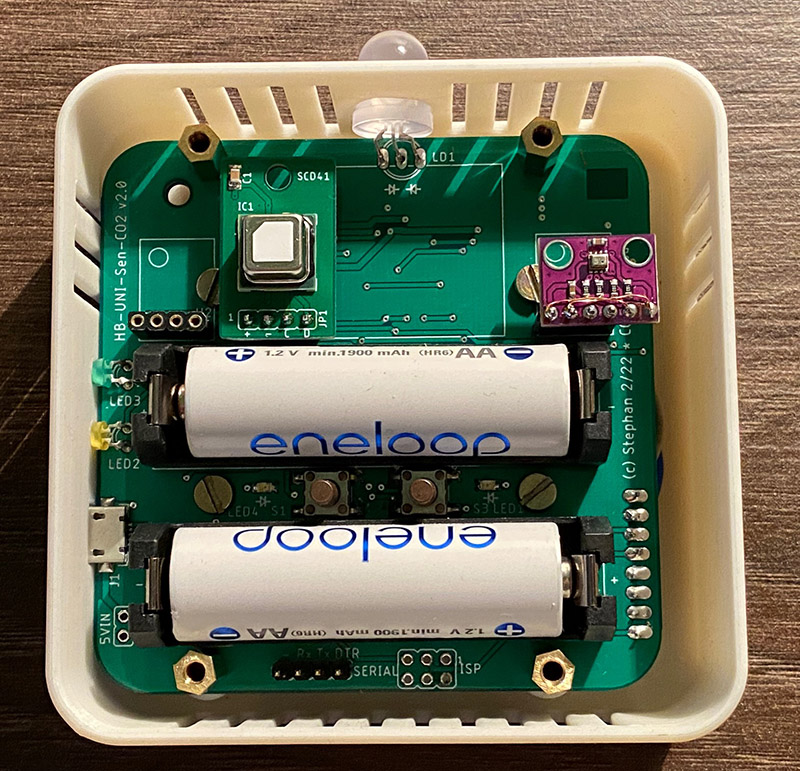 LD1
C1
SCD41
IC1
HB-UNI-Sen-CO2 v2.0
1
JP1
+ - C D
(c) Stephan 2/22 *
LED3
+ 1.2 V min.1900 mAh (HR6) AA -
eneloop
LED2
LED4 S1
S3 LED1
J1
eneloop
+
-
5VIN
+ 1.2 V min.1900 mAh (HR6) AA -
Rx Tx DTR
SERIAL
1
ISP